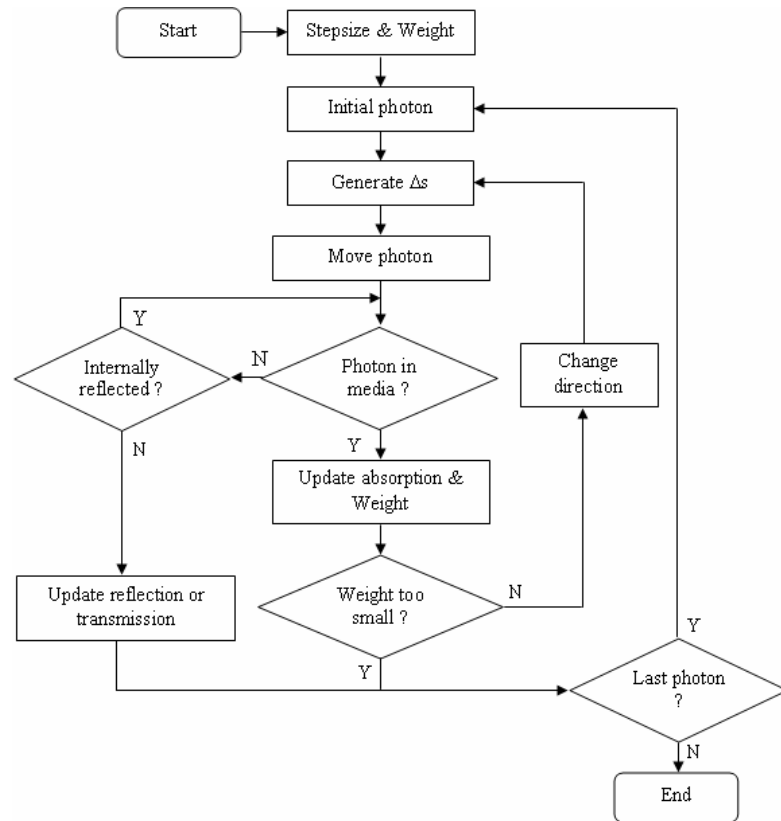 Start
Stepsize & Weight
Initial photon
Generate Δs
Move photon
Y
Internally
reflected ?
N
Photon in
media ?
Change
direction
N
Y
Update absorption &
Weight
Update reflection or
transmission
Weight too
small ?
N
Y
Y
Last photon
?
N
End